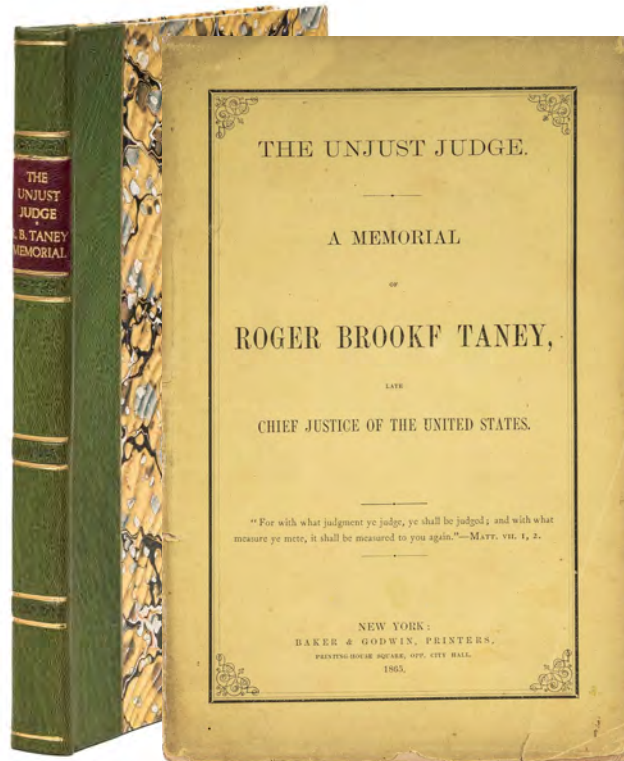 THE
UNJUST
JUDGE
. B. TANEY
MEMORIAL
THE UNJUST JUDGE.
A MEMORIAL
OF
ROGER BROOKF TANEY,
LATE
CHIEF JUSTICE OF THE UNITED STATES.
"For with what judgment ye judge, ye shall be judged; and with what
measure ye mete, it shall be measured to you again."—MATT. VII. 1, 2.
NEW YORK:
BAKER & GODWIN, PRINTERS,
PRINTING-HOUSE SQUARE, OPP. CITY HALL.
1865.